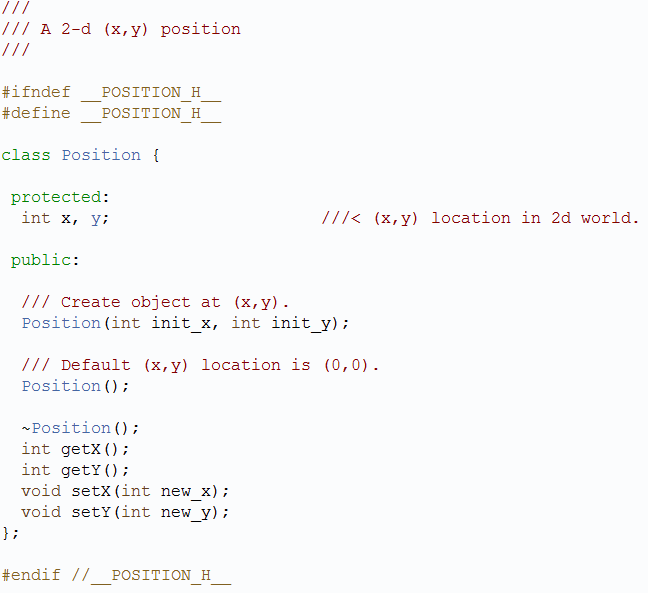 ///
/// A 2-d (x,y) position
///
#ifndef __POSITION_H__
#define __POSITION_H__
class Position {
protected:
int x, y; ///< (x,y) location in 2d world.
public:
/// Create object at (x,y).
Position(int init_x, int init_y);
/// Default (x,y) location is (0,0).
Position();
~Position();
int getX();
int getY();
void setX(int new_x);
void setY(int new_y);
};
#endif //__POSITION_H__